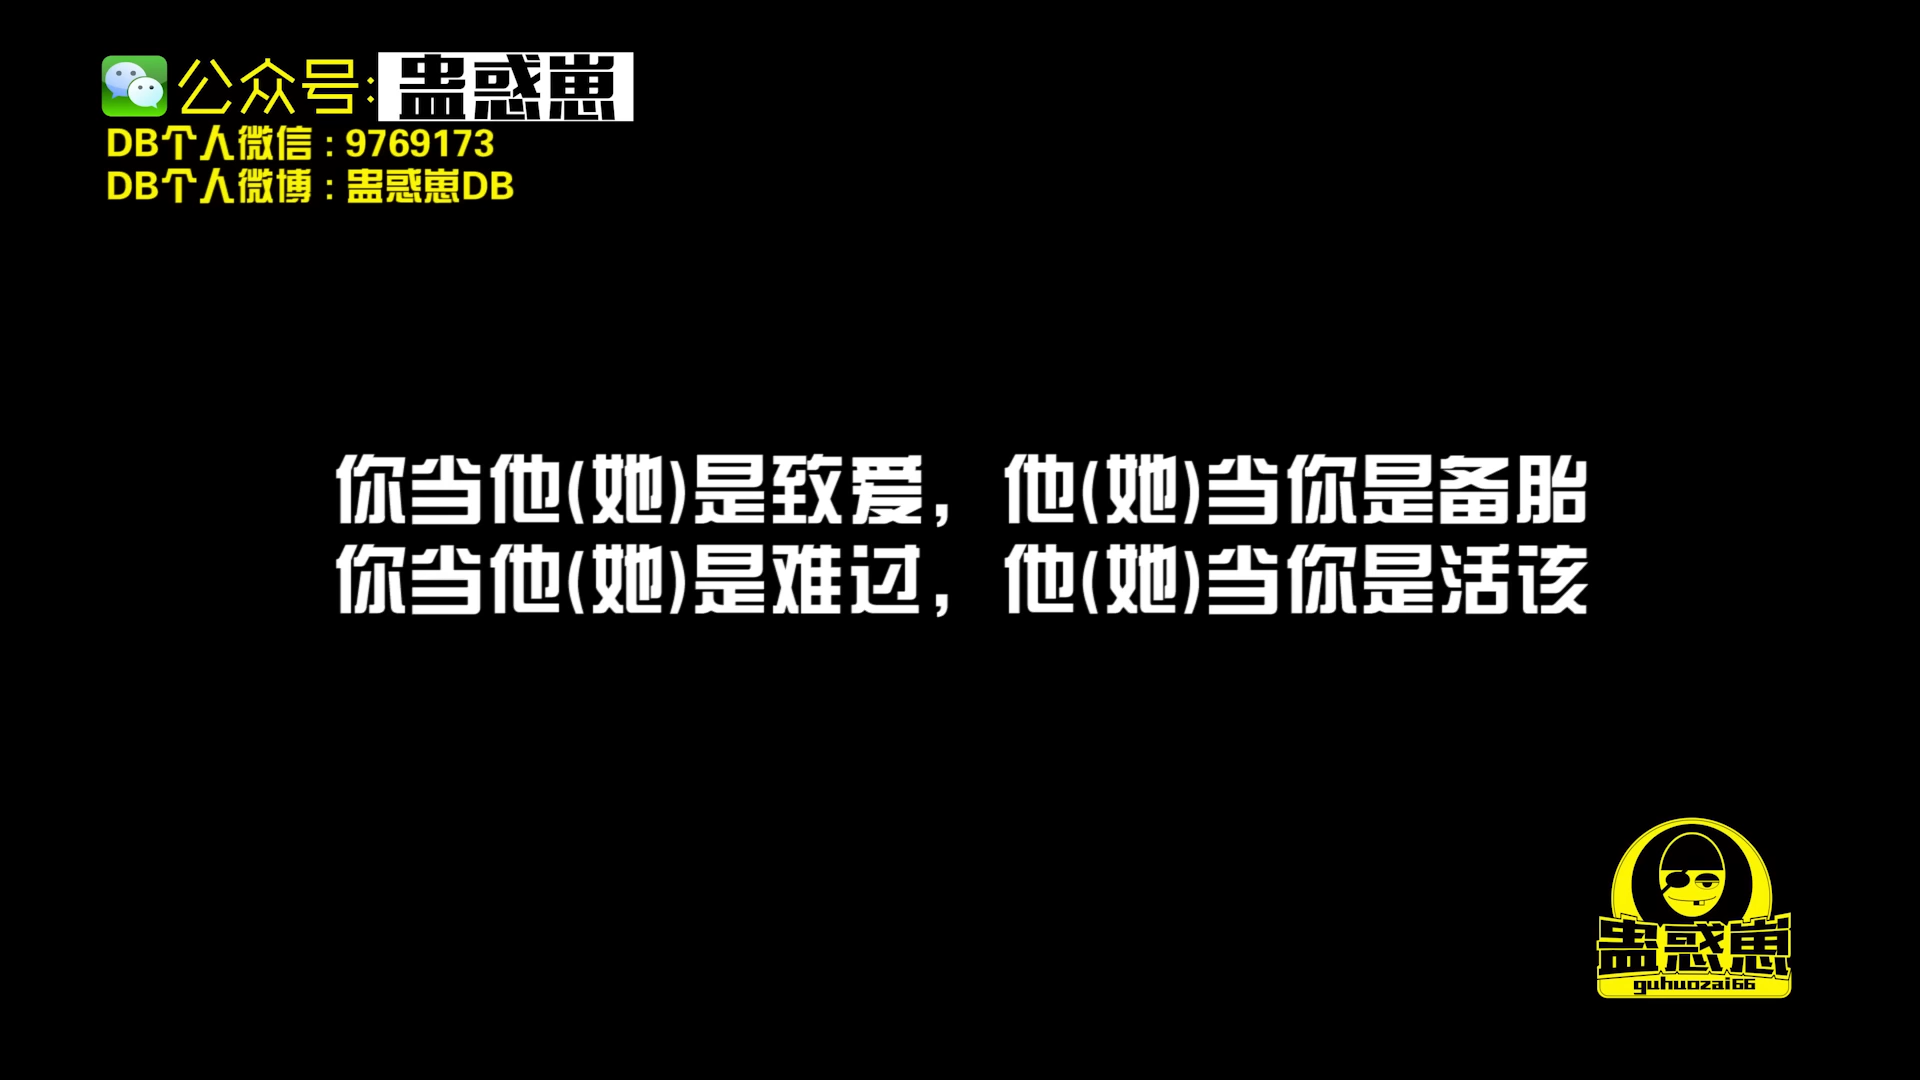 公众号:蛊惑崽
DB个人微信：9769173
DB个人微博：蛊惑崽DB
你当他(她)是致爱，他(她)当你是备胎
你当他(她)是难过，他(她)当你是活该
蛊惑崽
guhuozai66